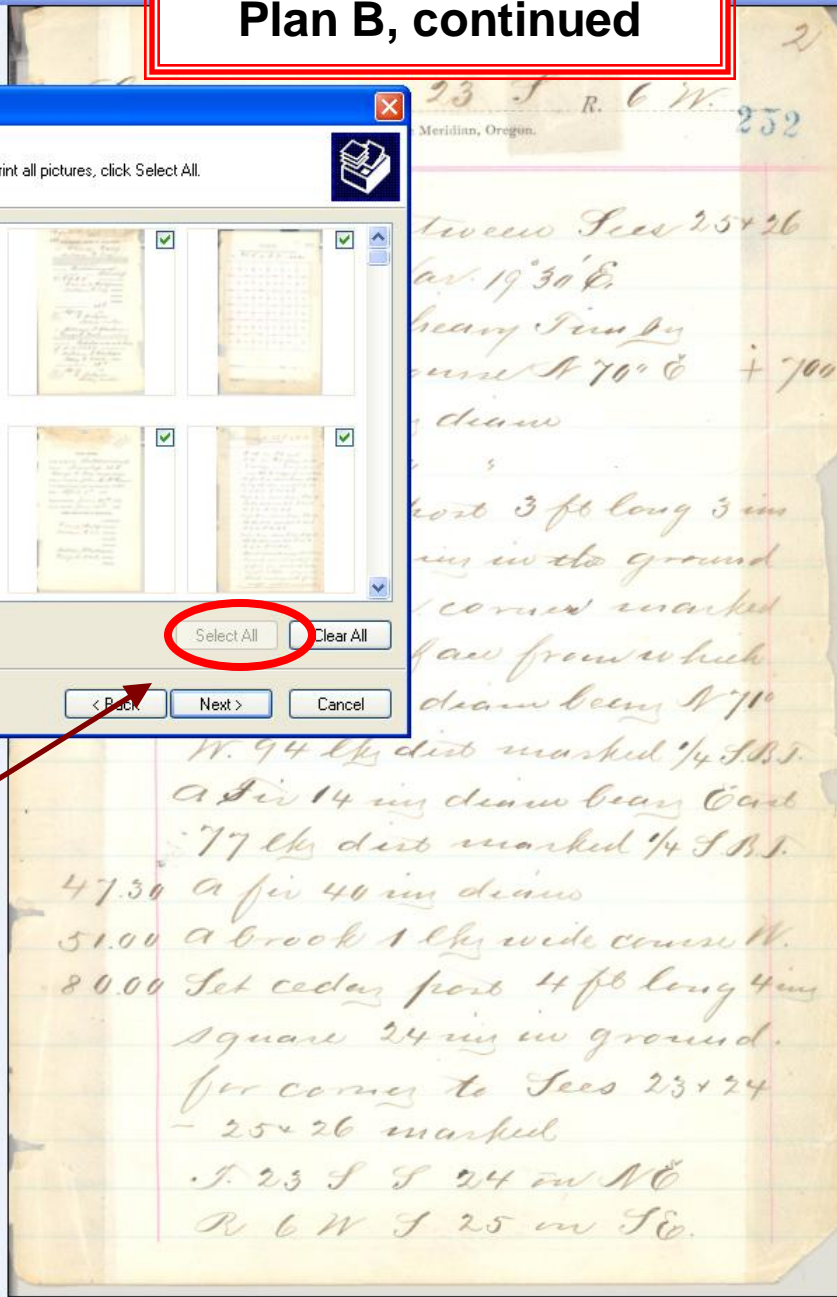 Plan B, continued
2
23 S R. 6 W.
Meridian, Oregon.
252
rint all pictures, click Select All.
tween Secs 25 + 26
Var. 19° 30' E.
heavy Timber
course N 70° E + 700
diam
" "
post 3 ft long 3 ins
ins in the ground
corner marked
face from which
diam bears N 71°
Select All
Clear All
< Back
Next >
Cancel
W. 94 lks dist marked 1/4 S.B.T.
A Fir 14 ins diam bears East
77 lks dist marked 1/4 S B.T.
47.30 A fir 40 ins diam
51.00 A brook 1 lks wide course W.
80.00 Set cedar post 4 ft long 4 ins
square 24 ins in ground.
for corner to Secs 23 + 24
- 25 + 26 marked
T. 23 S S 24 on NE
R 6 W S 25 on SE.